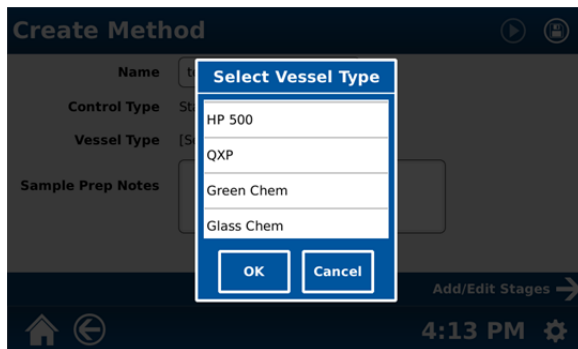 Create Method
Name
Select Vessel Type
Control Type
HP 500
Vessel Type
QXP
Sample Prep Notes
Green Chem
Glass Chem
OK
Cancel
Add/Edit Stages
4:13 PM